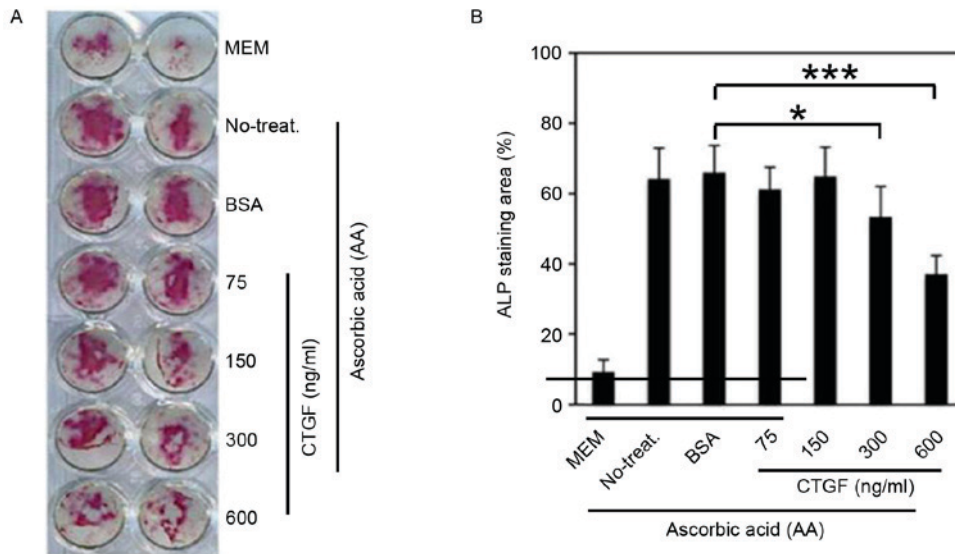 A
MEM
No-treat.
BSA
75
150
300
600
CTGF (ng/ml)
Ascorbic acid (AA)
B
ALP staining area (%)
100
80
60
40
20
0
***
*
MEM
No-treat.
BSA
75
150
300
600
CTGF (ng/ml)
Ascorbic acid (AA)